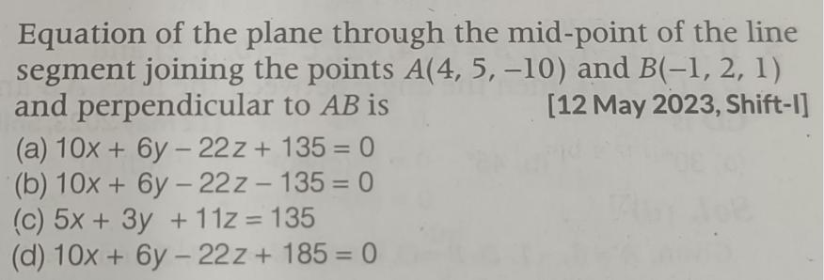 Equation of the plane through the mid-point of the line
segment joining the points A(4, 5, –10) and B(–1, 2, 1)
and perpendicular to AB is [12 May 2023, Shift-I]
(a) 10x + 6y – 22z + 135 = 0
(b) 10x + 6y – 22z – 135 = 0
(c) 5x + 3y + 11z = 135
(d) 10x + 6y – 22z + 185 = 0